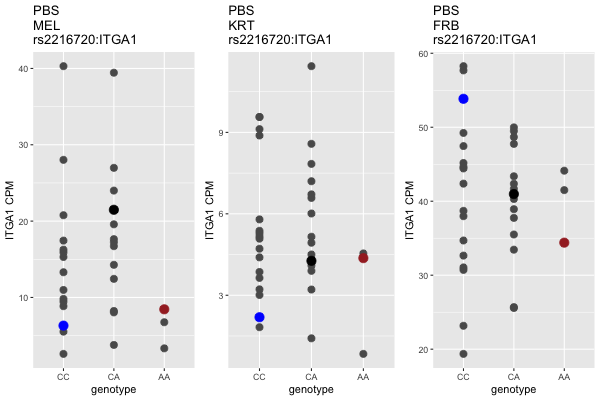 PBS
MEL
rs2216720:ITGA1
40
30
20
10
ITGA1 CPM
CC
CA
AA
genotype
PBS
KRT
rs2216720:ITGA1
9
6
3
ITGA1 CPM
CC
CA
AA
genotype
PBS
FRB
rs2216720:ITGA1
60
50
40
30
20
ITGA1 CPM
CC
CA
AA
genotype